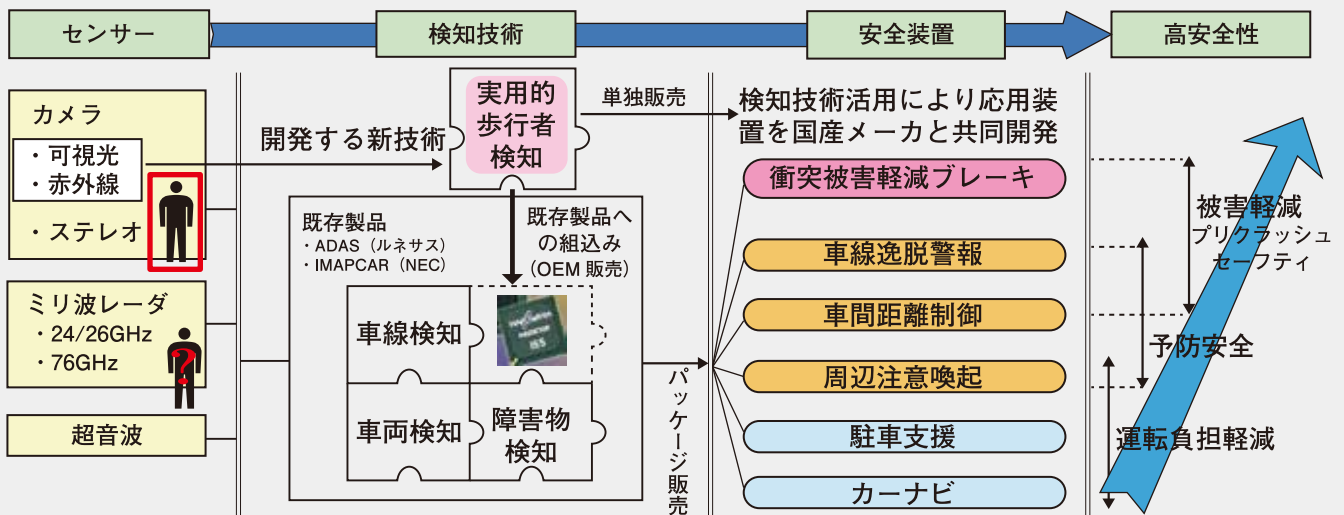 センサー
検知技術
安全装置
高安全性
カメラ
・可視光
・赤外線
・ステレオ
ミリ波レーダ
・24/26GHz
・76GHz
?
超音波
開発する新技術
実用的
歩行者
検知
単独販売
既存製品
・ADAS（ルネサス）
・IMAPCAR（NEC）
既存製品へ
の組込み
（OEM 販売）
車線検知
車両検知
障害物
検知
パッケージ販売
検知技術活用により応用装
置を国産メーカと共同開発
衝突被害軽減ブレーキ
車線逸脱警報
車間距離制御
周辺注意喚起
駐車支援
カーナビ
被害軽減
プリクラッシュ
セーフティ
予防安全
運転負担軽減